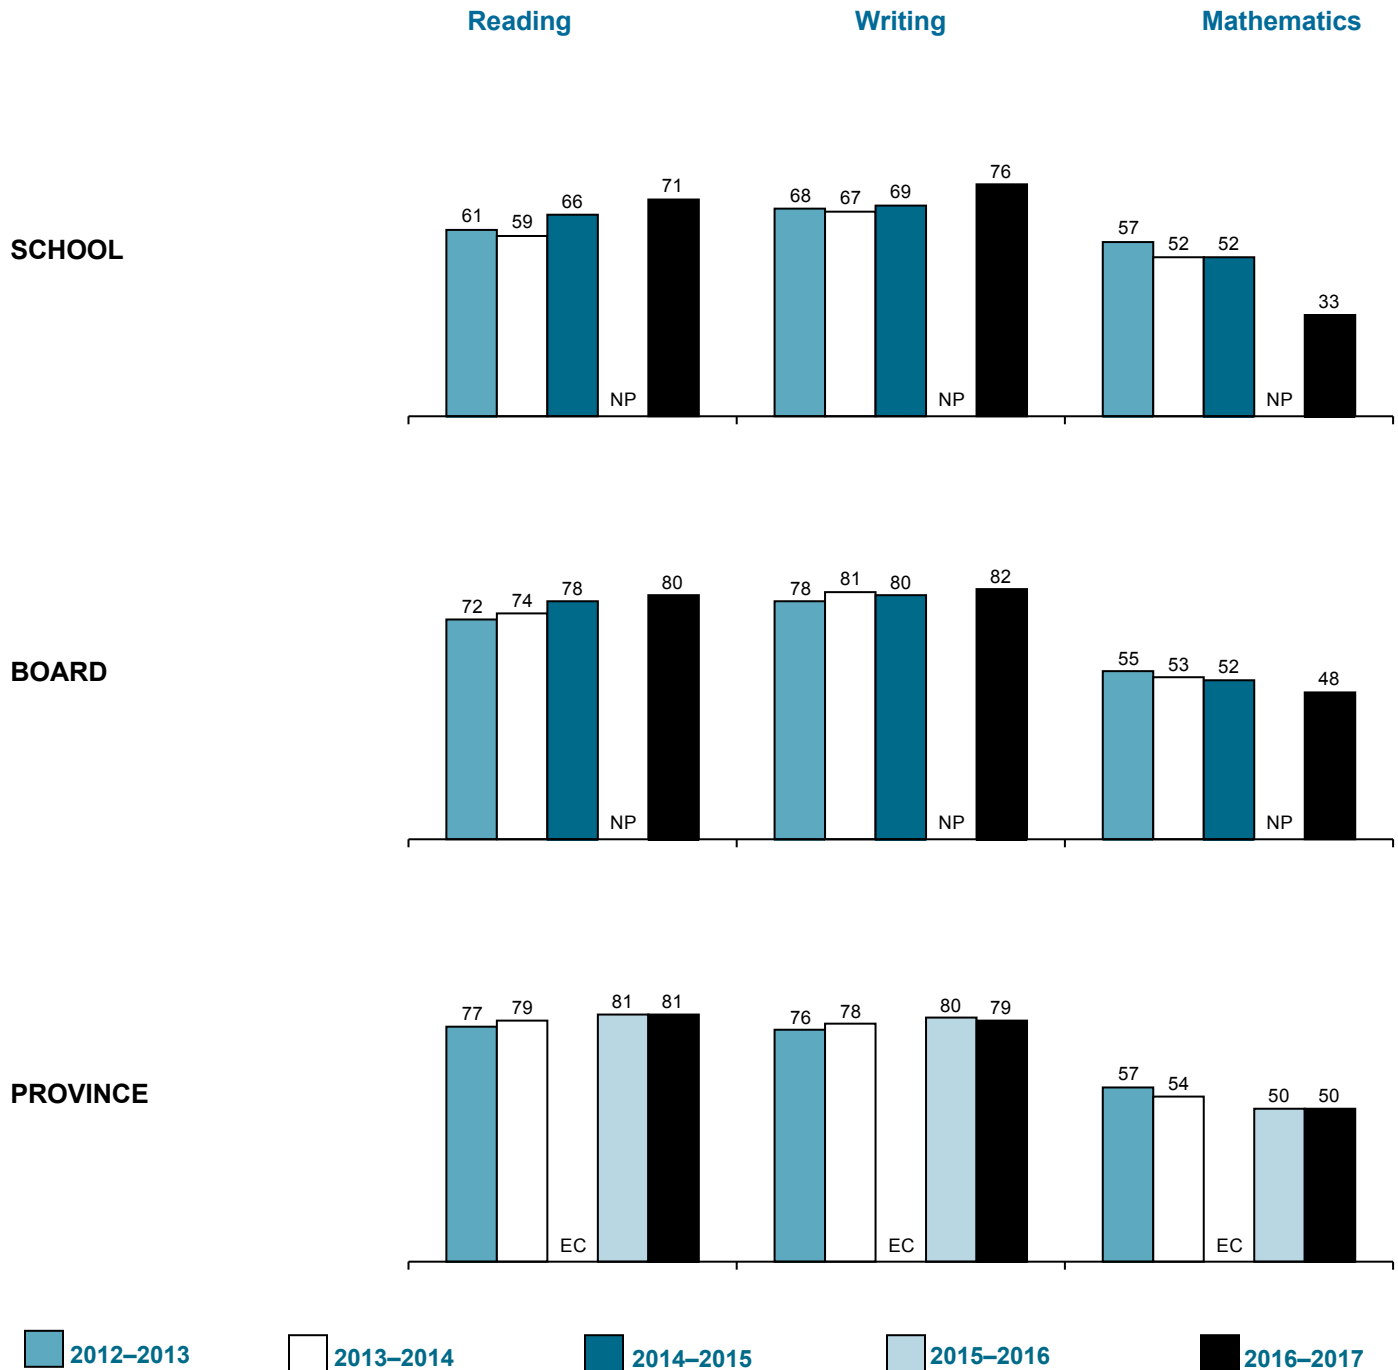 Reading Writing Mathematics
SCHOOL
61 59 66 NP 71 68 67 69 NP 76 57 52 52 NP 33
BOARD
72 74 78 NP 80 78 81 80 NP 82 55 53 52 NP 48
PROVINCE
77 79 EC 81 81 76 78 EC 80 79 57 54 EC 50 50
2012–2013 2013–2014 2014–2015 2015–2016 2016–2017